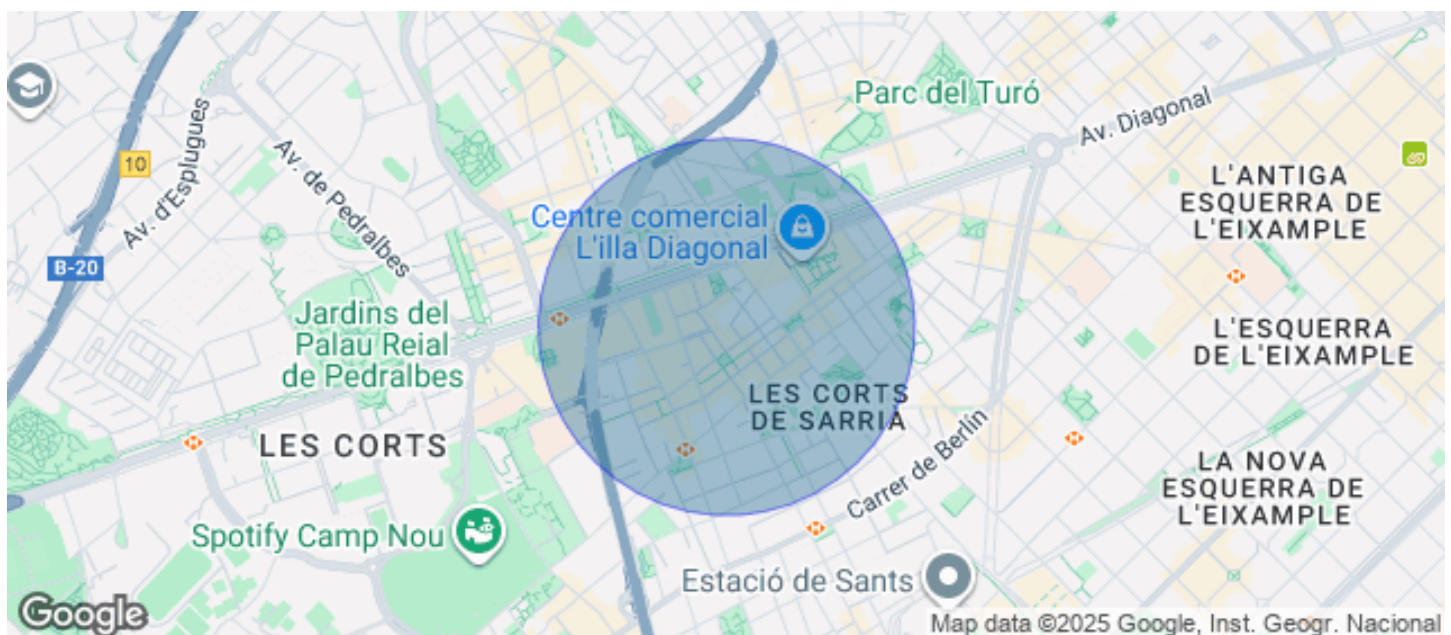 Parc del Turó
Av. Diagonal
10
Av. d'Esplugues
Av. de Pedralbes
L'ANTIGA
ESQUERRA DE
L'EIXAMPLE
Centre comercial
L'illa Diagonal
B-20
Jardins del
Palau Reial
de Pedralbes
L'ESQUERRA
DE L'EIXAMPLE
LES CORTS
DE SARRIÀ
LES CORTS
Carrer de Berlín
LA NOVA
ESQUERRA DE
L'EIXAMPLE
Spotify Camp Nou
Estació de Sants
Google
Map data ©2025 Google, Inst. Geogr. Nacional